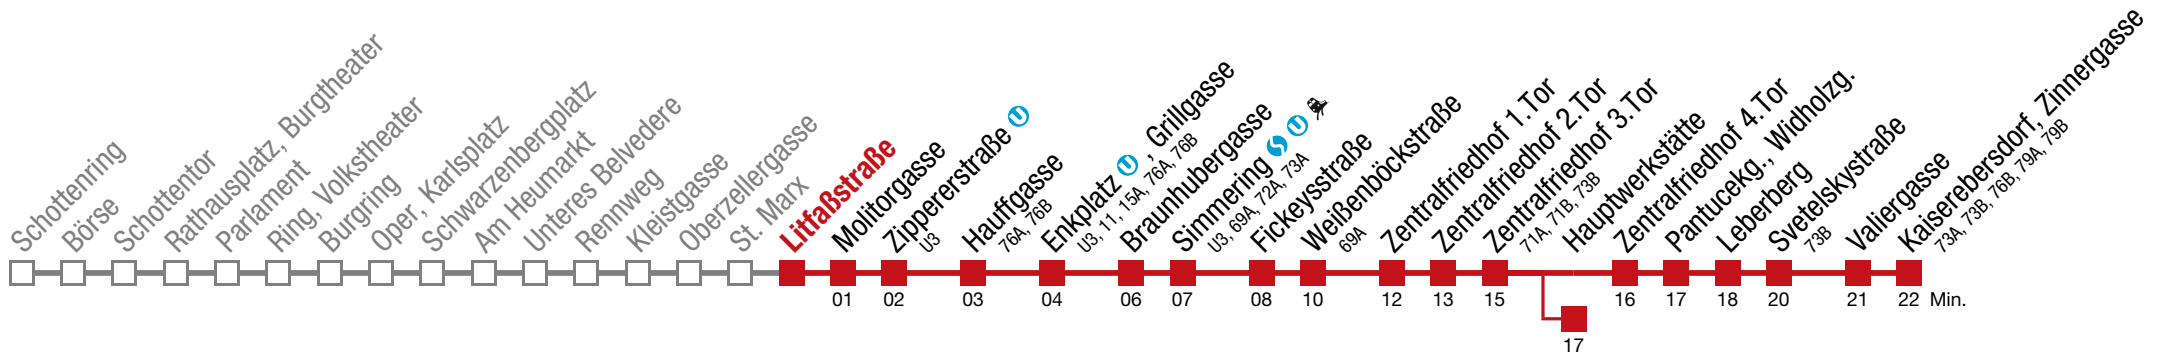 Schottenring
Börse
Schottentor
Rathausplatz, Burgtheater
Parlament
Ring, Volkstheater
Burgring
Oper, Karlsplatz
Schwarzenbergplatz
Am Heumarkt
Unteres Belvedere
Rennweg
Kleistgasse
Oberzellergasse
St. Marx
Litfaßstraße
Molitorgasse
Zippererstraße U
U3
Hauffgasse
76A, 76B
Enkplatz U , Grillgasse
U3, 11, 15A, 76A, 76B
Braunhubergasse
Simmering S U
U3, 69A, 72A, 73A
Fickeysstraße
Weißenböckstraße
69A
Zentralfriedhof 1.Tor
Zentralfriedhof 2.Tor
Zentralfriedhof 3.Tor
71A, 71B, 73B
Hauptwerkstätte
Zentralfriedhof 4.Tor
Pantucekg., Widholzg.
Leberberg
Svetelskystraße
73B
Valiergasse
Kaiserebersdorf, Zinnergasse
73A, 73B, 76B, 79A, 79B
01 02 03 04 06 07 08 10 12 13 15 16 17 18 20 21 22 Min.
17